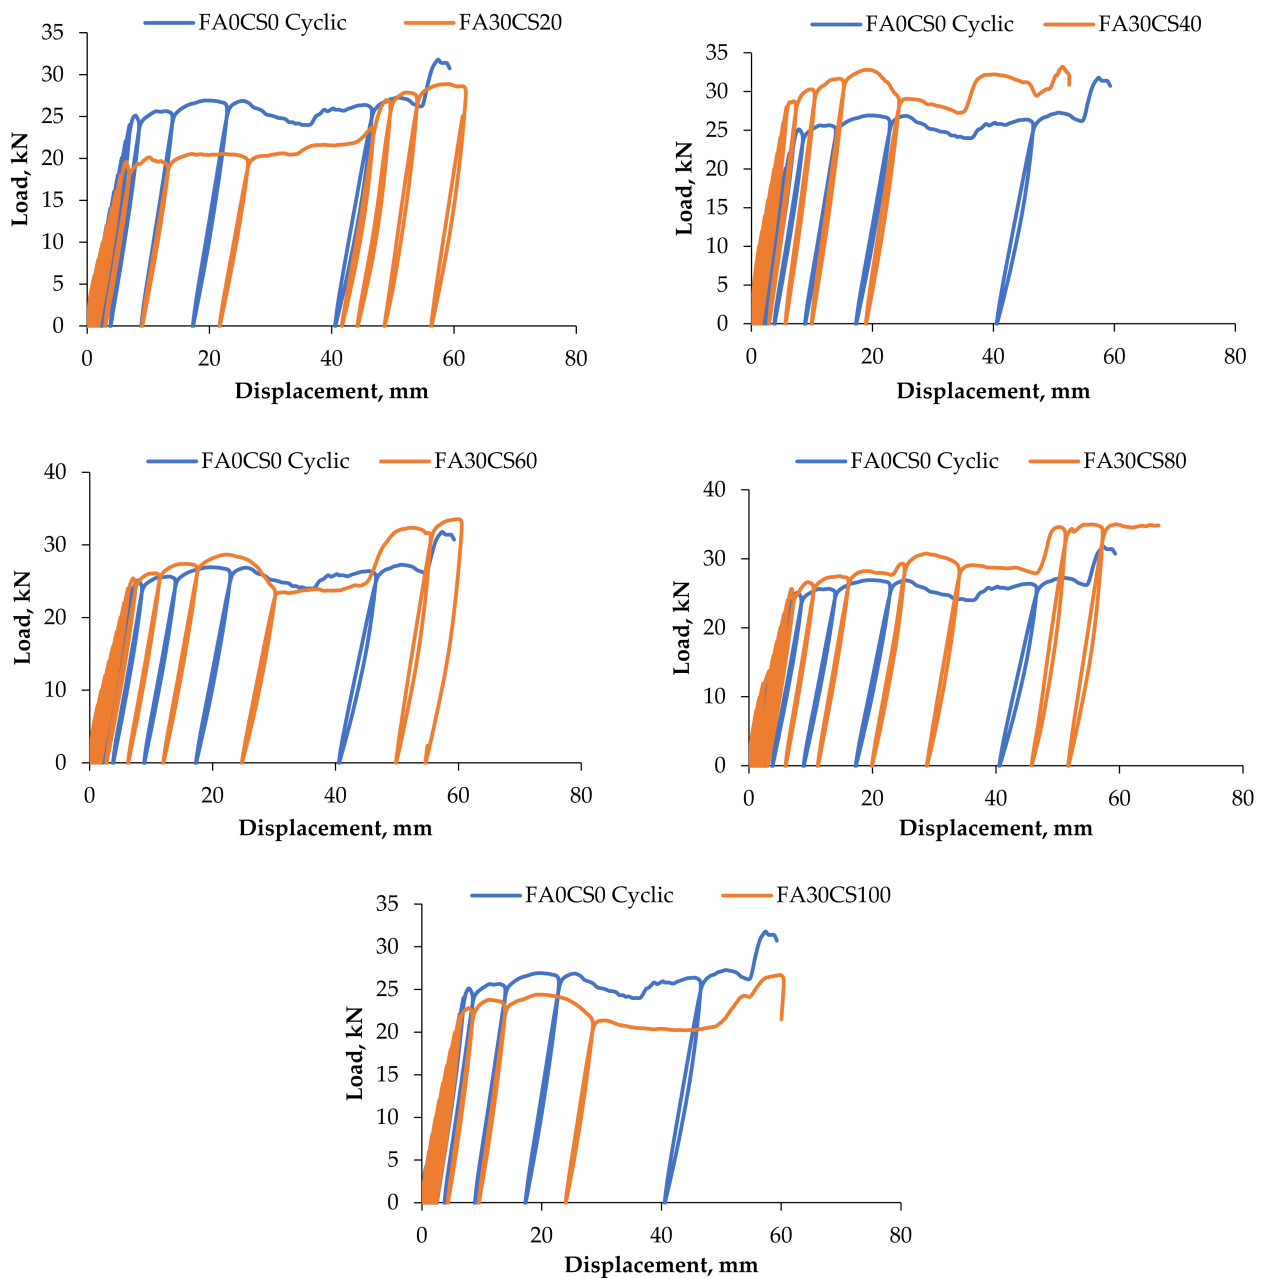 FA0CS0 Cyclic FA30CS20
35
30
25
20
15
10
5
0
Load, kN
0 20 40 60 80
Displacement, mm
FA0CS0 Cyclic FA30CS40
35
30
25
20
15
10
5
0
Load, kN
0 20 40 60 80
Displacement, mm
FA0CS0 Cyclic FA30CS60
40
30
20
10
0
Load, kN
0 20 40 60 80
Displacement, mm
FA0CS0 Cyclic FA30CS80
40
30
20
10
0
Load, kN
0 20 40 60 80
Displacement, mm
FA0CS0 Cyclic FA30CS100
35
30
25
20
15
10
5
0
Load, kN
0 20 40 60 80
Displacement, mm